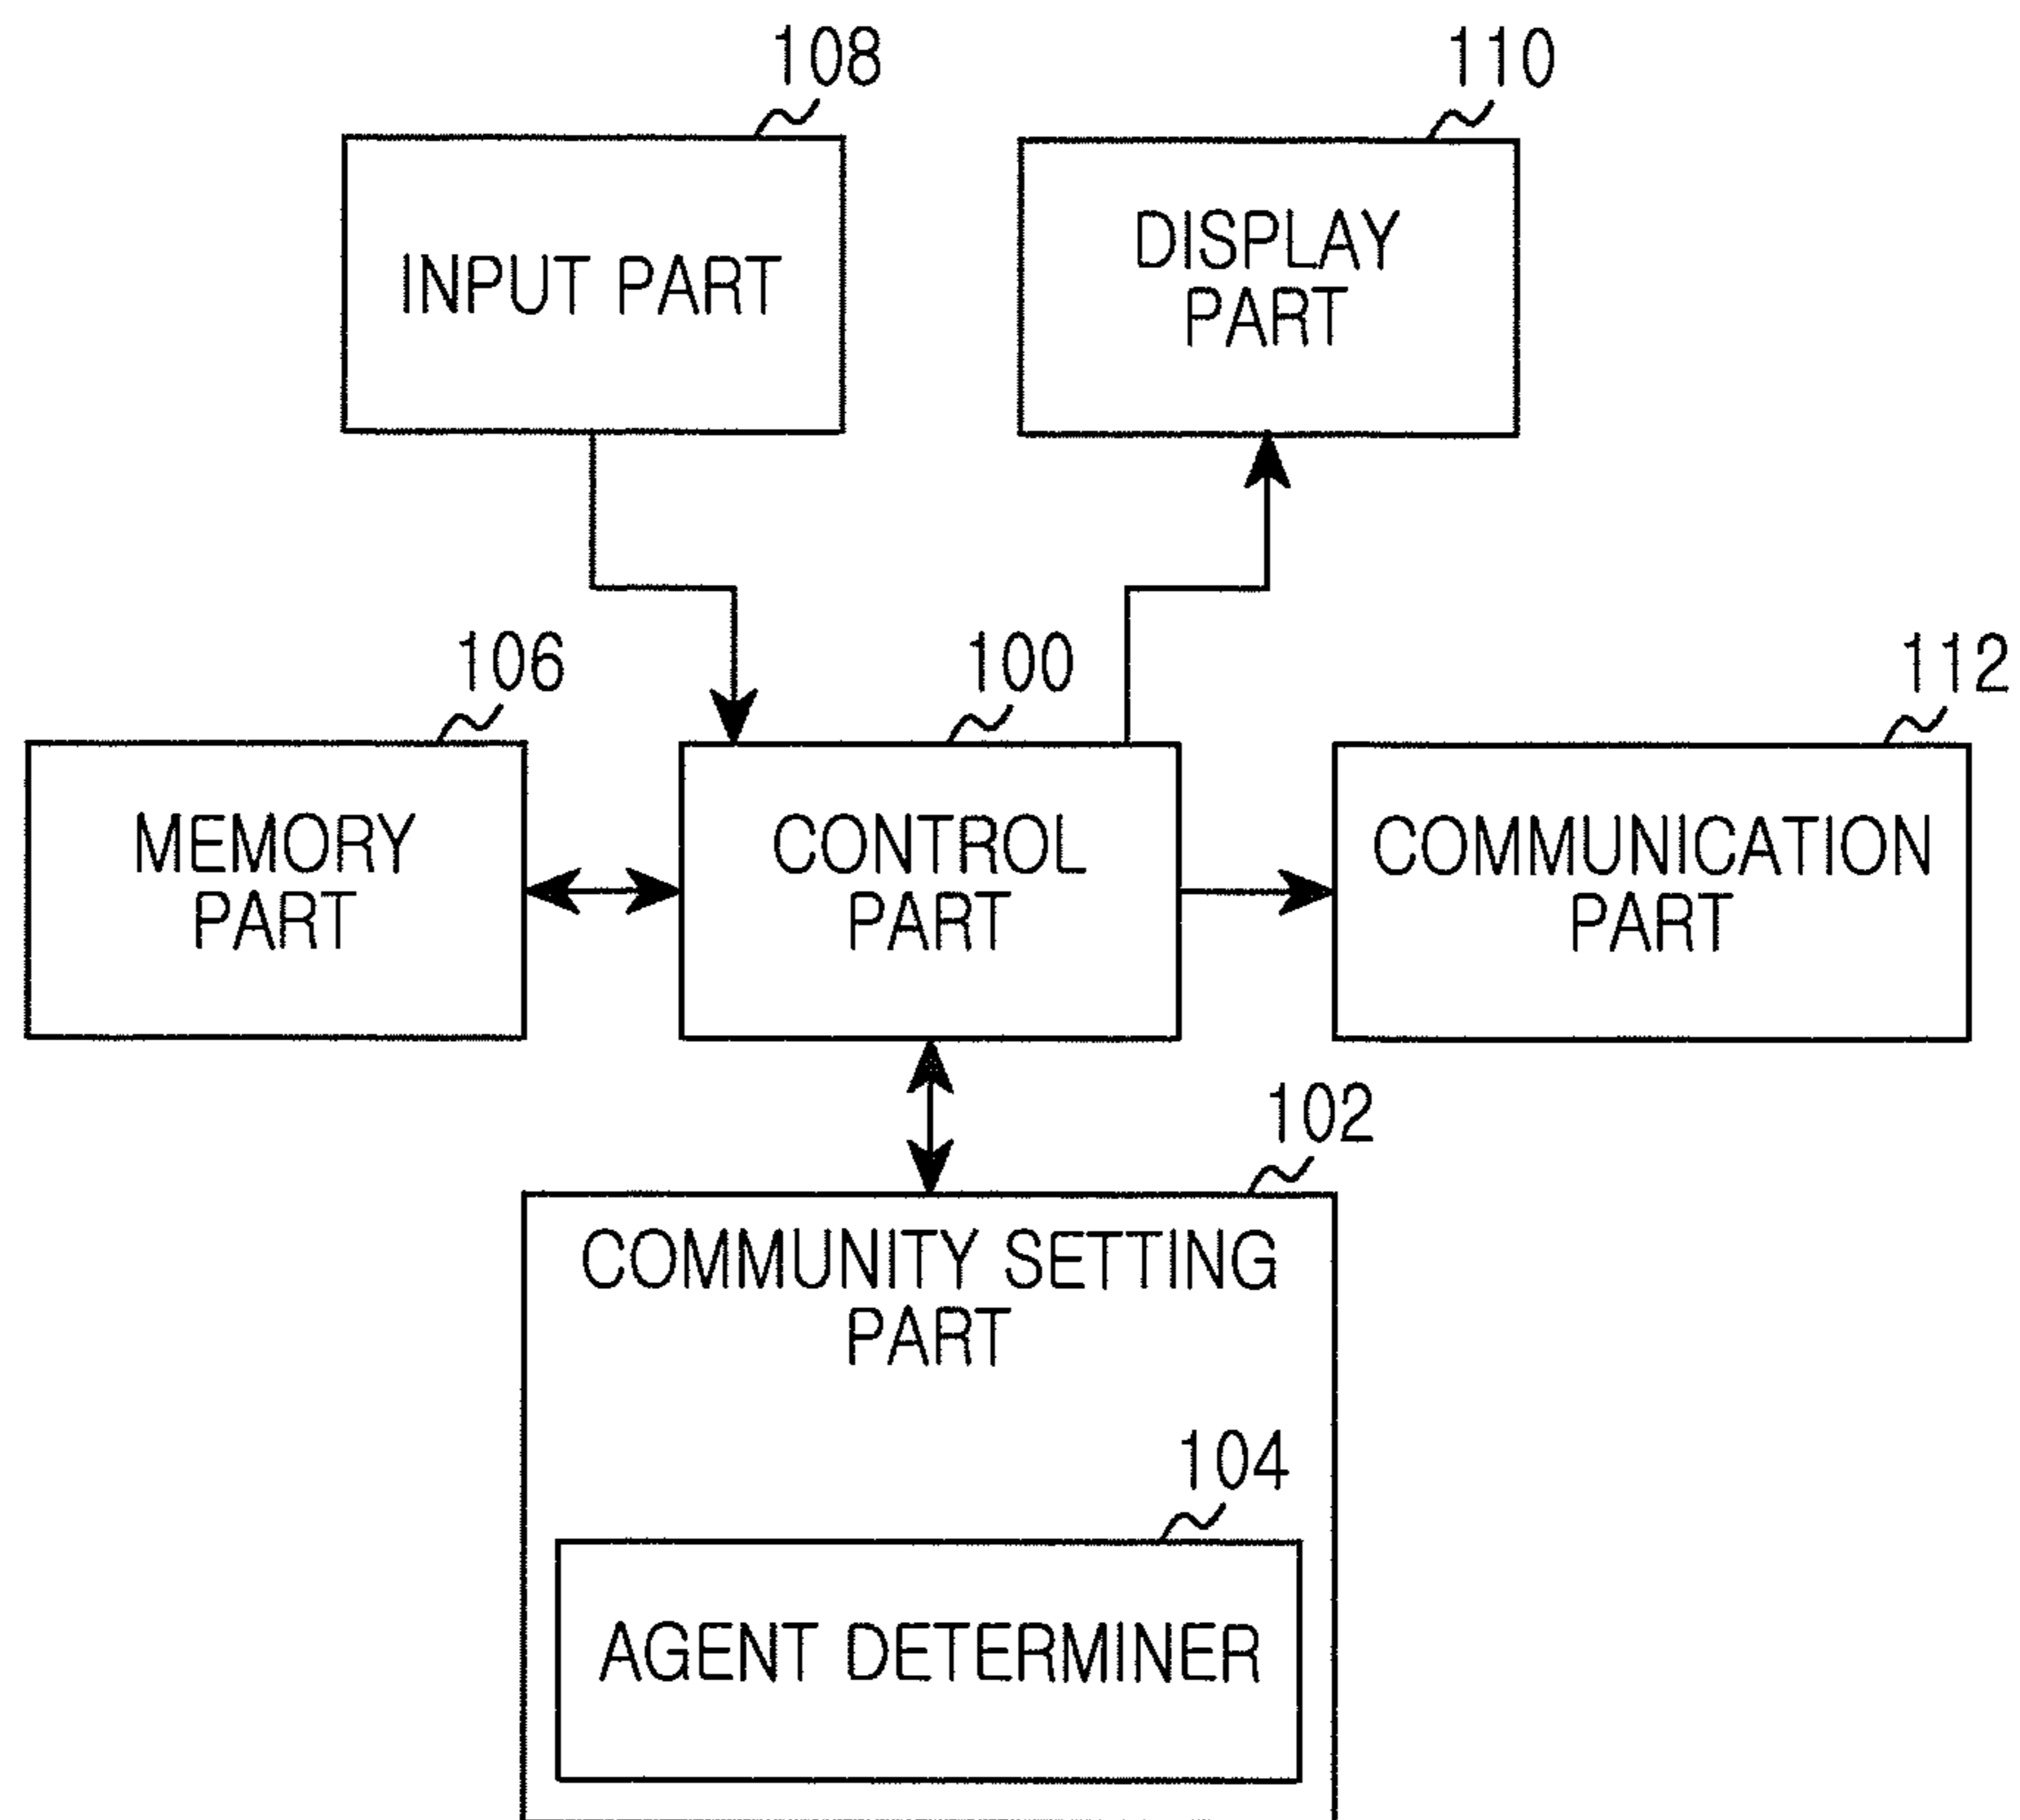 108
110
INPUT PART
DISPLAY
PART
106
100
112
MEMORY
PART
CONTROL
PART
COMMUNICATION
PART
102
COMMUNITY SETTING
PART
104
AGENT DETERMINER